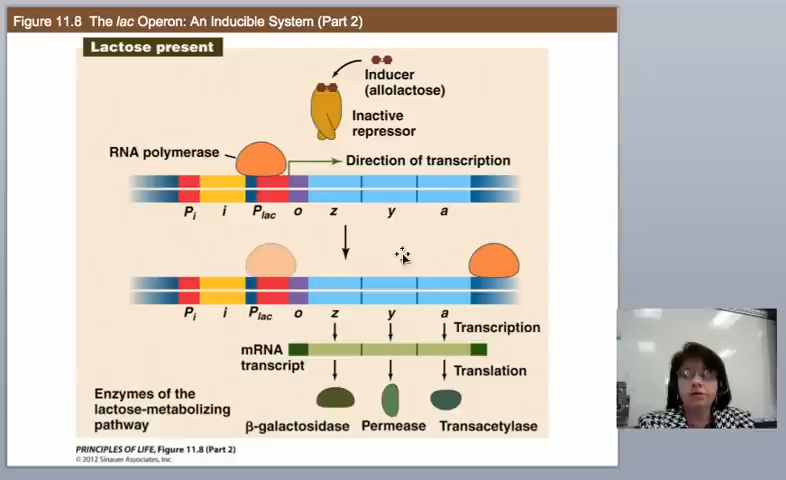 Figure 11.8 The lac Operon: An Inducible System (Part 2)
Lactose present
Inducer
(allolactose)
Inactive
repressor
RNA polymerase
Direction of transcription
Pi i Plac o z y a
Pi i Plac o z y a
Transcription
mRNA
transcript
Translation
Enzymes of the
lactose-metabolizing
pathway
β-galactosidase Permease Transacetylase
PRINCIPLES OF LIFE, Figure 11.8 (Part 2)
© 2012 Sinauer Associates, Inc.